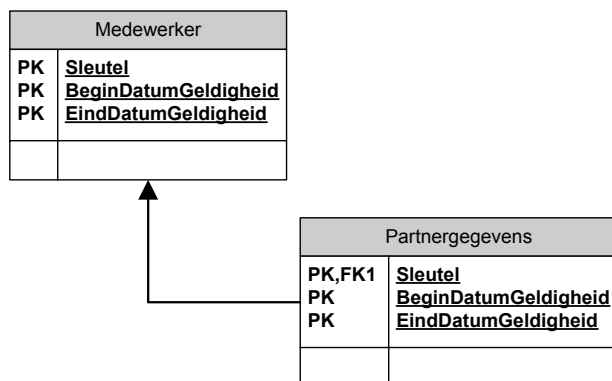 Medewerker
PK Sleutel
PK BeginDatumGeldigheid
PK EindDatumGeldigheid
Partnergegevens
PK,FK1 Sleutel
PK BeginDatumGeldigheid
PK EindDatumGeldigheid